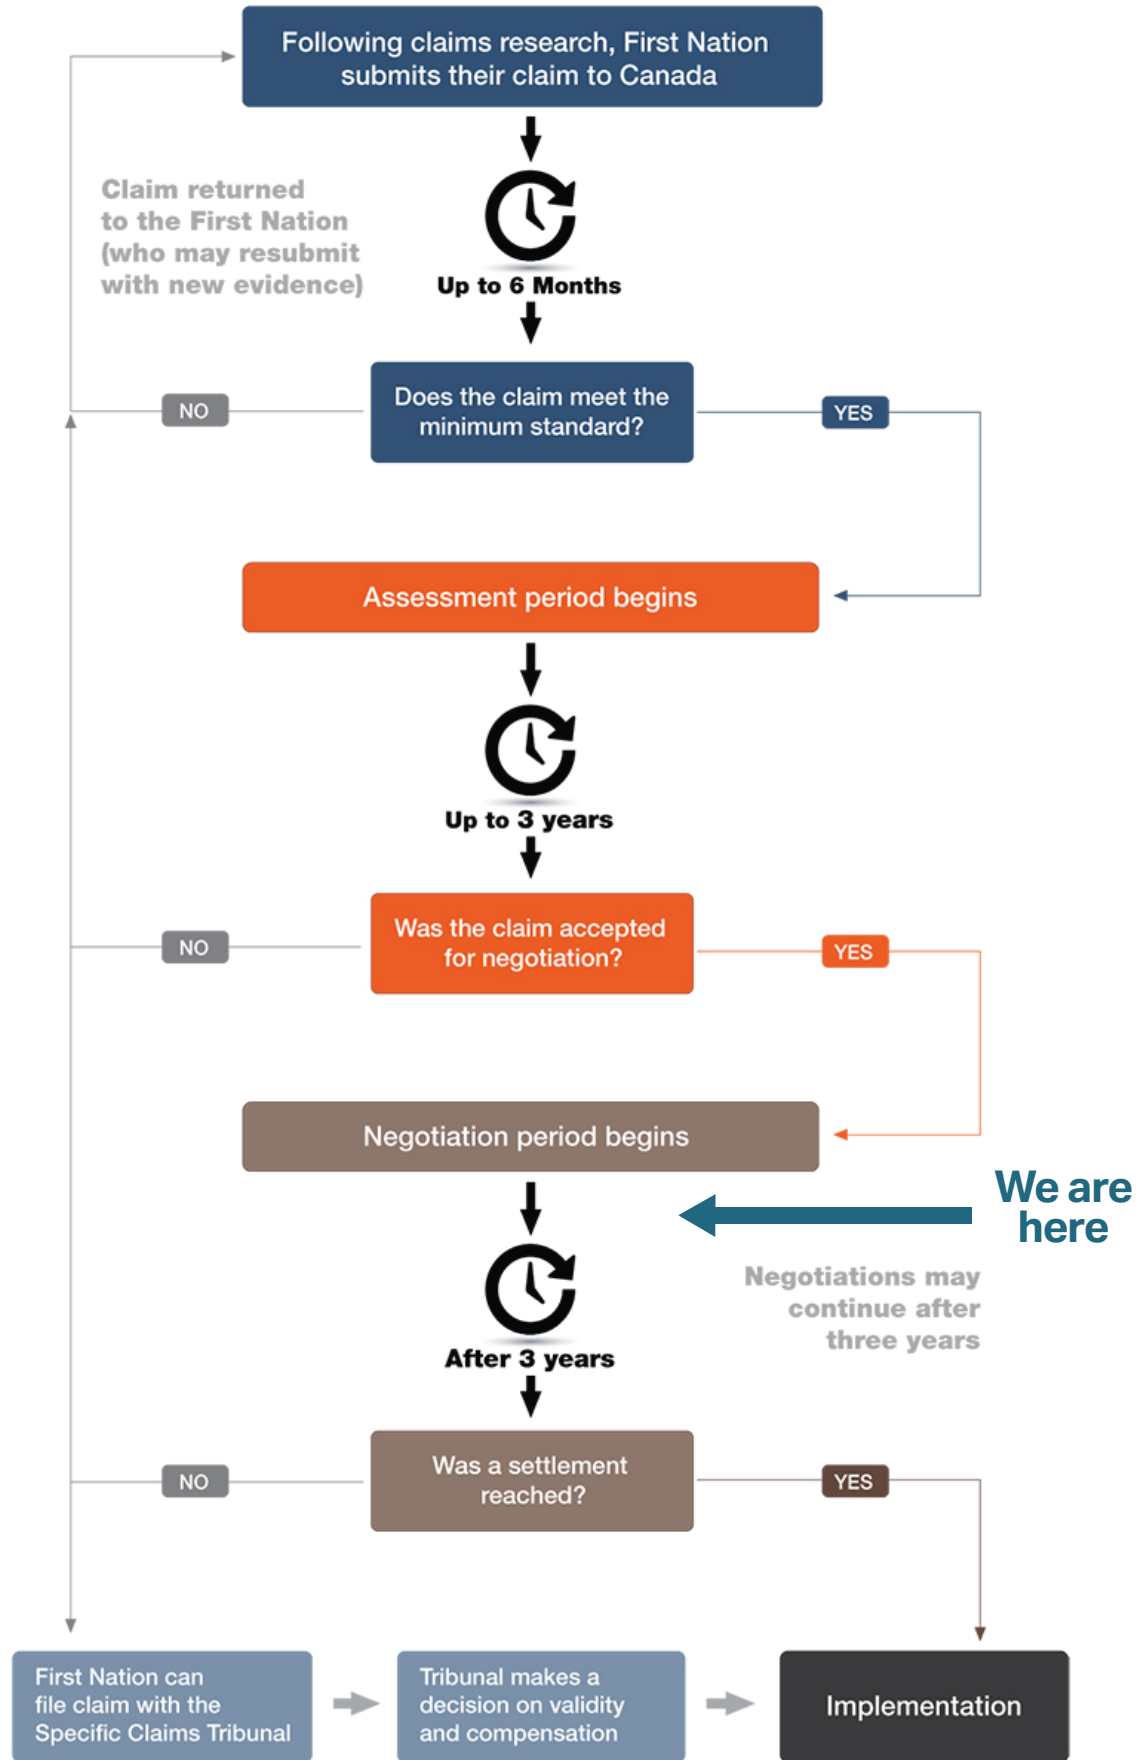 Following claims research, First Nation
submits their claim to Canada
Claim returned
to the First Nation
(who may resubmit
with new evidence)
Up to 6 Months
NO
Does the claim meet the
minimum standard?
YES
Assessment period begins
Up to 3 years
NO
Was the claim accepted
for negotiation?
YES
Negotiation period begins
We are
here
Negotiations may
continue after
three years
After 3 years
NO
Was a settlement
reached?
YES
First Nation can
file claim with the
Specific Claims Tribunal
Tribunal makes a
decision on validity
and compensation
Implementation